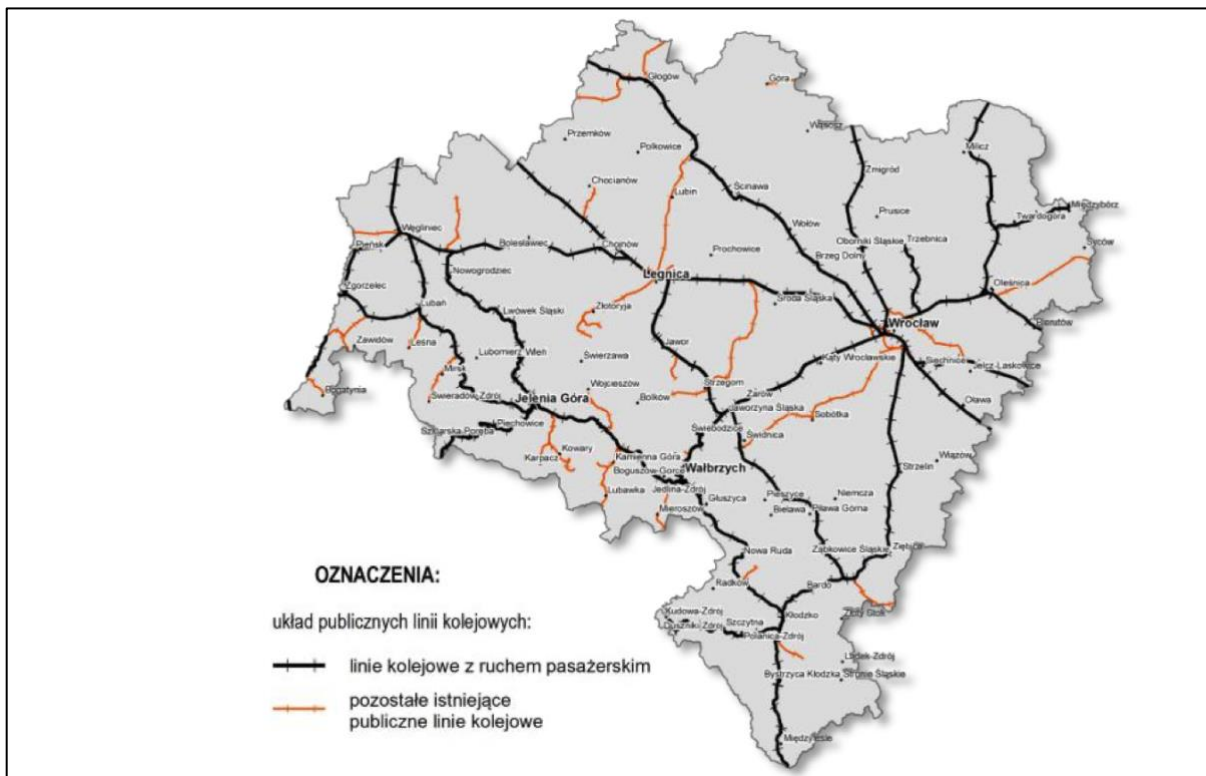 Głogów
Góra
Wąsosz
Przemków
Polkowice
Milicz
Żmigród
Chocianów
Ścinawa
Lubin
Międzybórz
Prusice
Twardogóra
Wołów
Węgliniec
Pieńsk
Bolesławiec
Chojnów
Prochowice
Oborniki Śląskie
Trzebnica
Syców
Brzeg Dolny
Nowogrodziec
Legnica
Zgorzelec
Oleśnica
Lubań
Lwówek Śląski
Złotoryja
Środa Śląska
Wrocław
Bierutów
Zawidów
Leśna
Jawor
Lubomierz
Wleń
Świerzawa
Kąty Wrocławskie
Siechnice
Jelcz-Laskowice
Mirsk
Bogatynia
Wojcieszów
Strzegom
Świeradów-Zdrój
Jelenia Góra
Bolków
Żarów
Oława
Jaworzyna Śląska
Sobótka
Piechowice
Szklarska Poręba
Świebodzice
Świdnica
Kowary
Karpacz
Kamienna Góra
Wiązów
Boguszów-Gorce
Wałbrzych
Strzelin
Jedlina-Zdrój
Lubawka
Głuszyca
Pieszyce
Niemcza
Mieroszów
Bielawa
Piława Górna
Nowa Ruda
Ząbkowice Śląskie
Ziębice
Radków
Bardo
Złoty Stok
Kudowa-Zdrój
Kłodzko
Duszniki Zdrój
Szczytna
Polanica-Zdrój
Lądek-Zdrój
Bystrzyca Kłodzka
Stronie Śląskie
Międzylesie
OZNACZENIA:
układ publicznych linii kolejowych:
linie kolejowe z ruchem pasażerskim
pozostałe istniejące
publiczne linie kolejowe